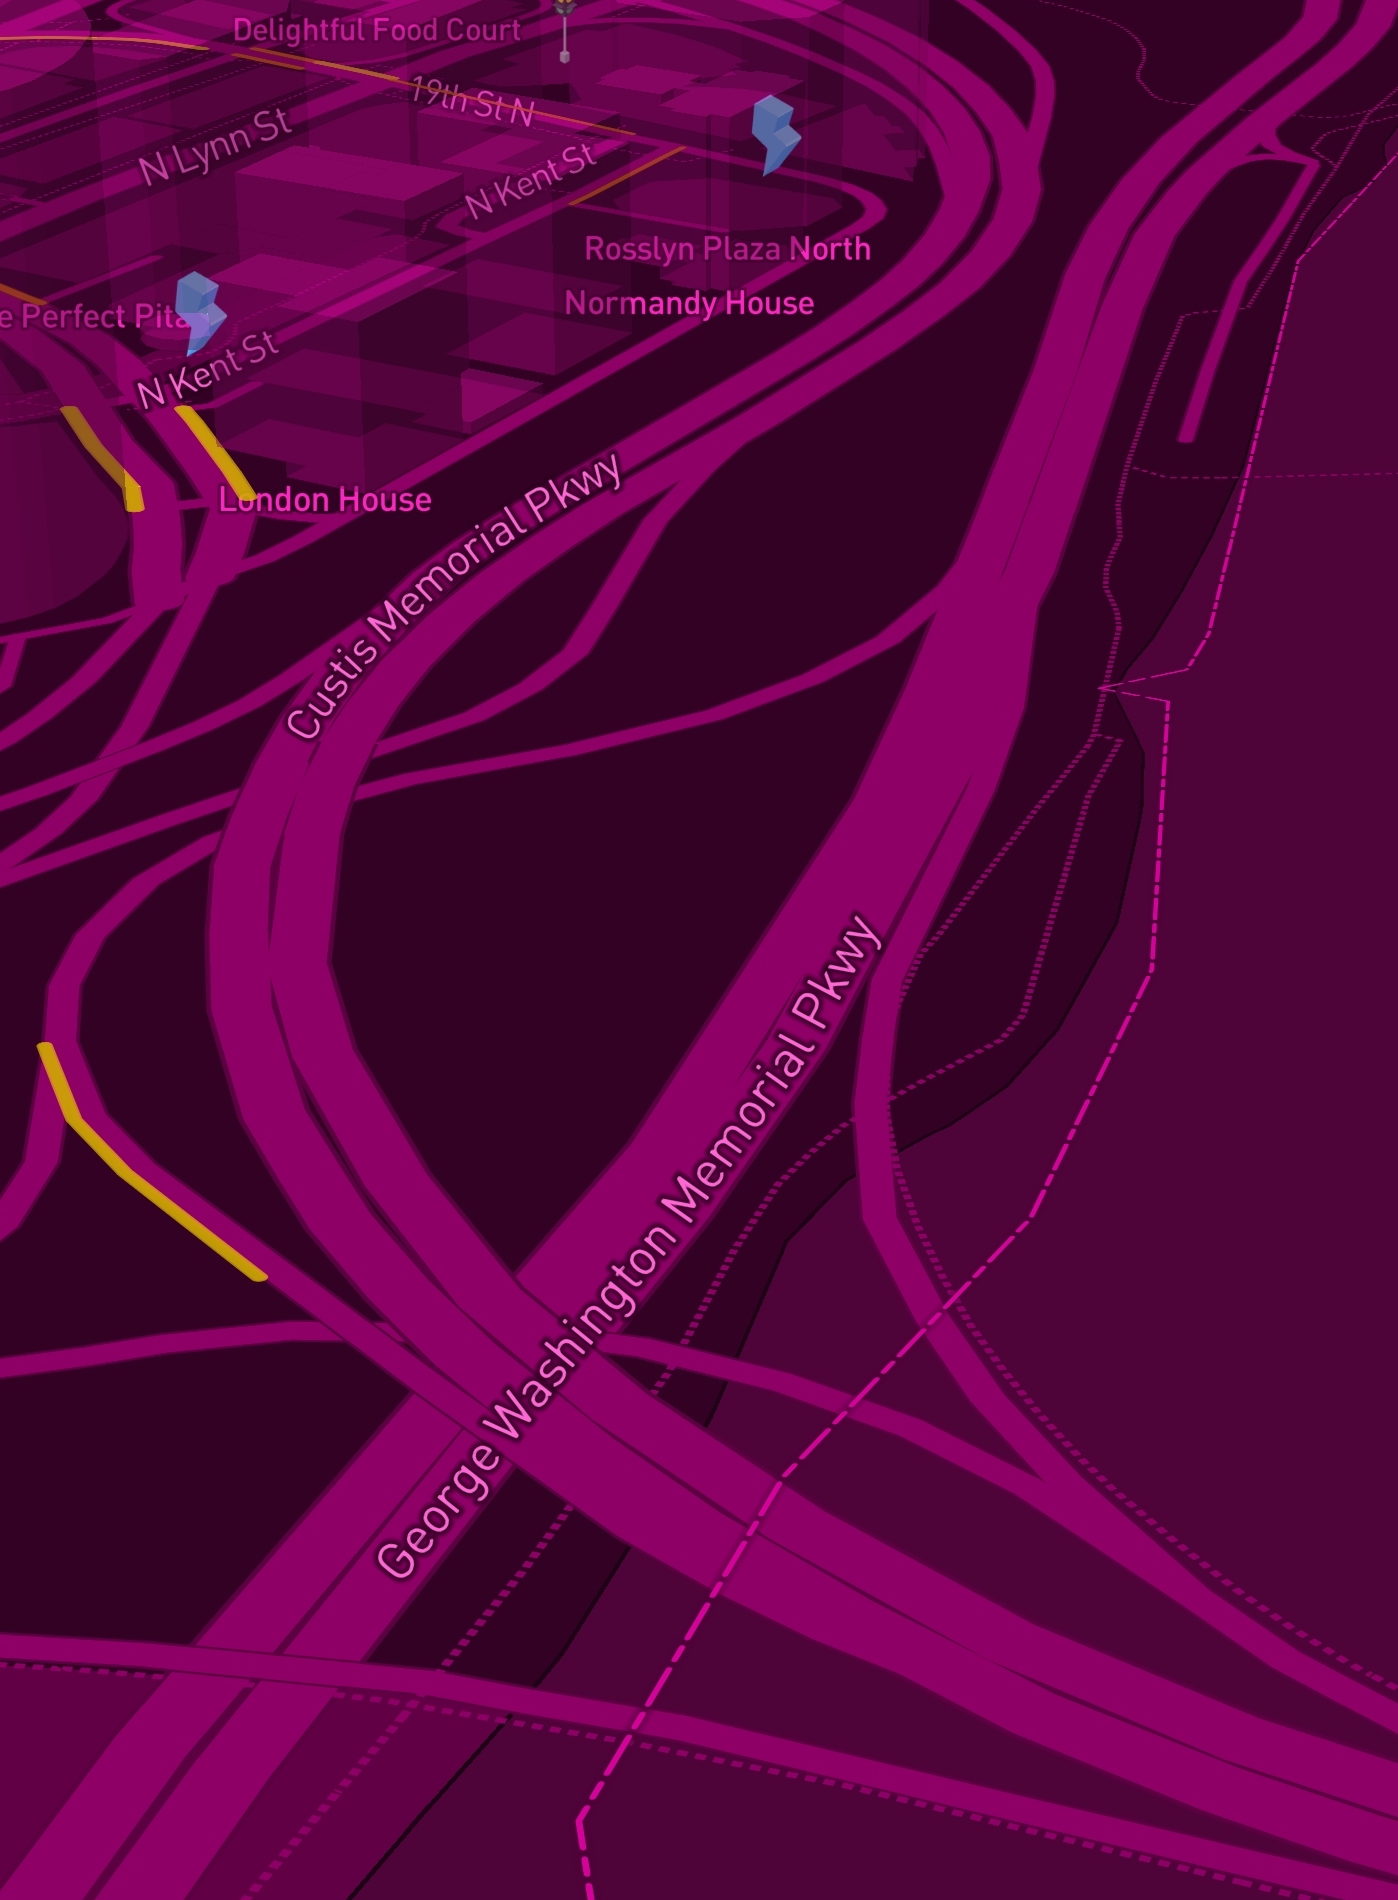 Delightful Food Court
19th St N
N Lynn St
N Kent St
Rosslyn Plaza North
Normandy House
e Perfect Pita
N Kent St
London House
Custis Memorial Pkwy
George Washington Memorial Pkwy